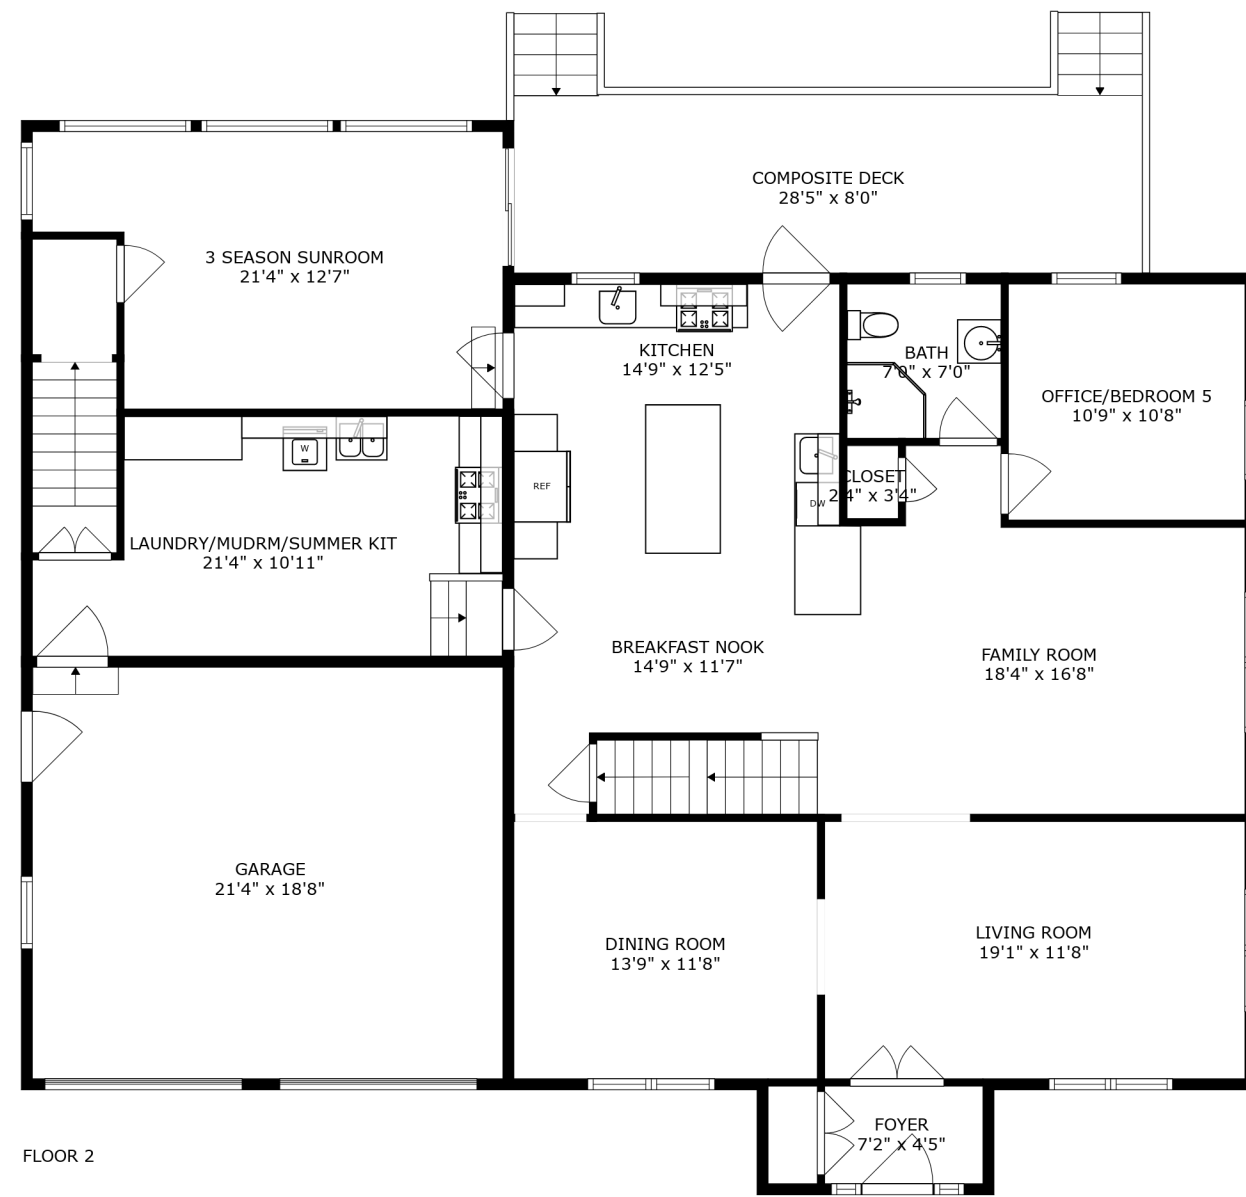 COMPOSITE DECK
28'5" x 8'0"
3 SEASON SUNROOM
21'4" x 12'7"
KITCHEN
14'9" x 12'5"
BATH
7'0" x 7'0"
OFFICE/BEDROOM 5
10'9" x 10'8"
W
REF
CLOSET
2'4" x 3'4"
DW
LAUNDRY/MUDRM/SUMMER KIT
21'4" x 10'11"
BREAKFAST NOOK
14'9" x 11'7"
FAMILY ROOM
18'4" x 16'8"
GARAGE
21'4" x 18'8"
DINING ROOM
13'9" x 11'8"
LIVING ROOM
19'1" x 11'8"
FOYER
7'2" x 4'5"
FLOOR 2